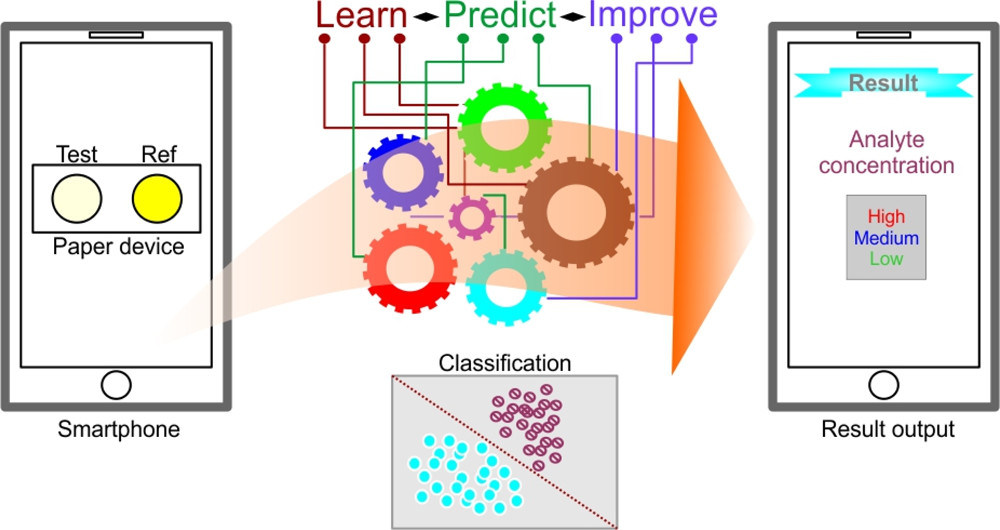 Learn Predict Improve
Test Ref
Paper device
Smartphone
Classification
Result
Analyte
concentration
High
Medium
Low
Result output